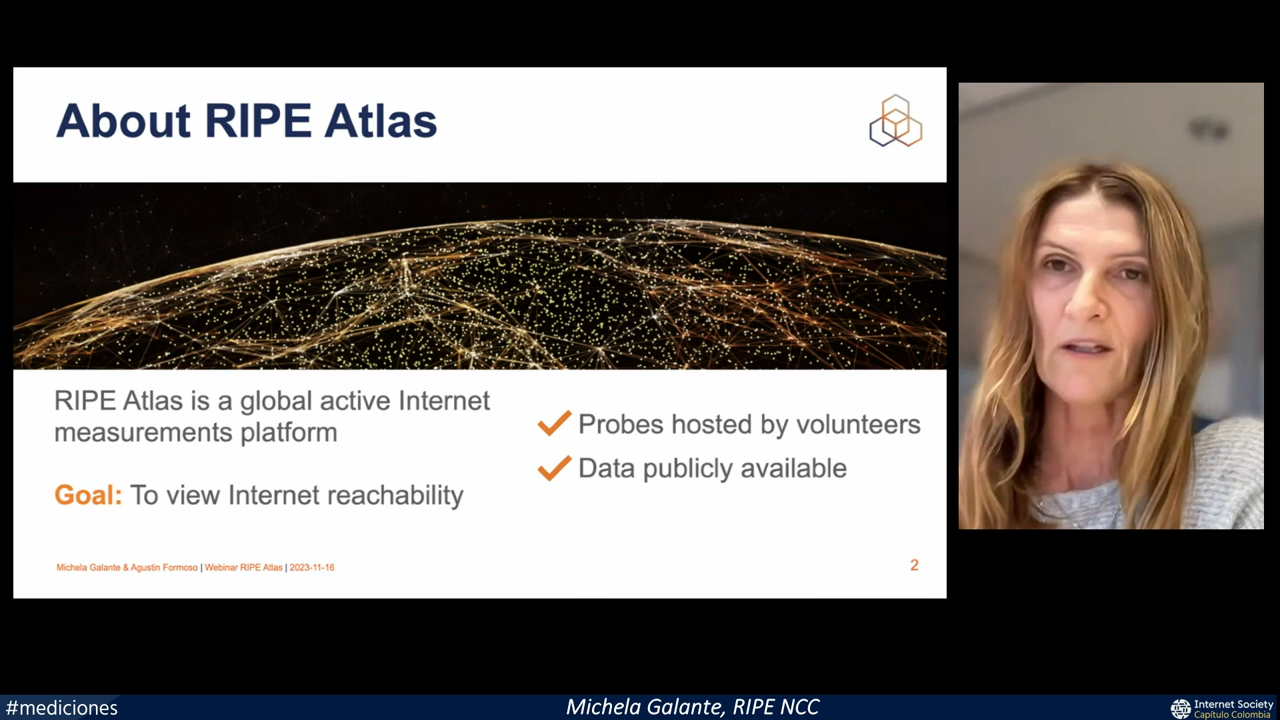 About RIPE Atlas
RIPE Atlas is a global active Internet
measurements platform
Goal: To view Internet reachability
Probes hosted by volunteers
Data publicly available
Michela Galante & Agustin Formoso | Webinar RIPE Atlas | 2023-11-16
2
#mediciones
Michela Galante, RIPE NCC
Internet Society
Capítulo Colombia